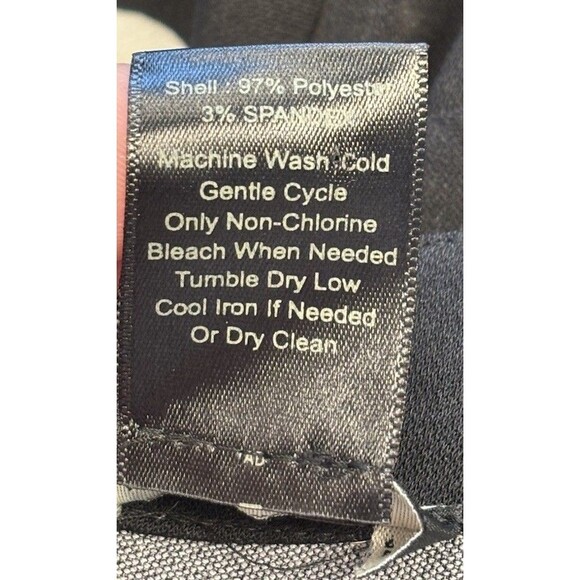 Shell : 97% Polyester
3% SPANDEX
Machine Wash Cold
Gentle Cycle
Only Non-Chlorine
Bleach When Needed
Tumble Dry Low
Cool Iron If Needed
Or Dry Clean
AD